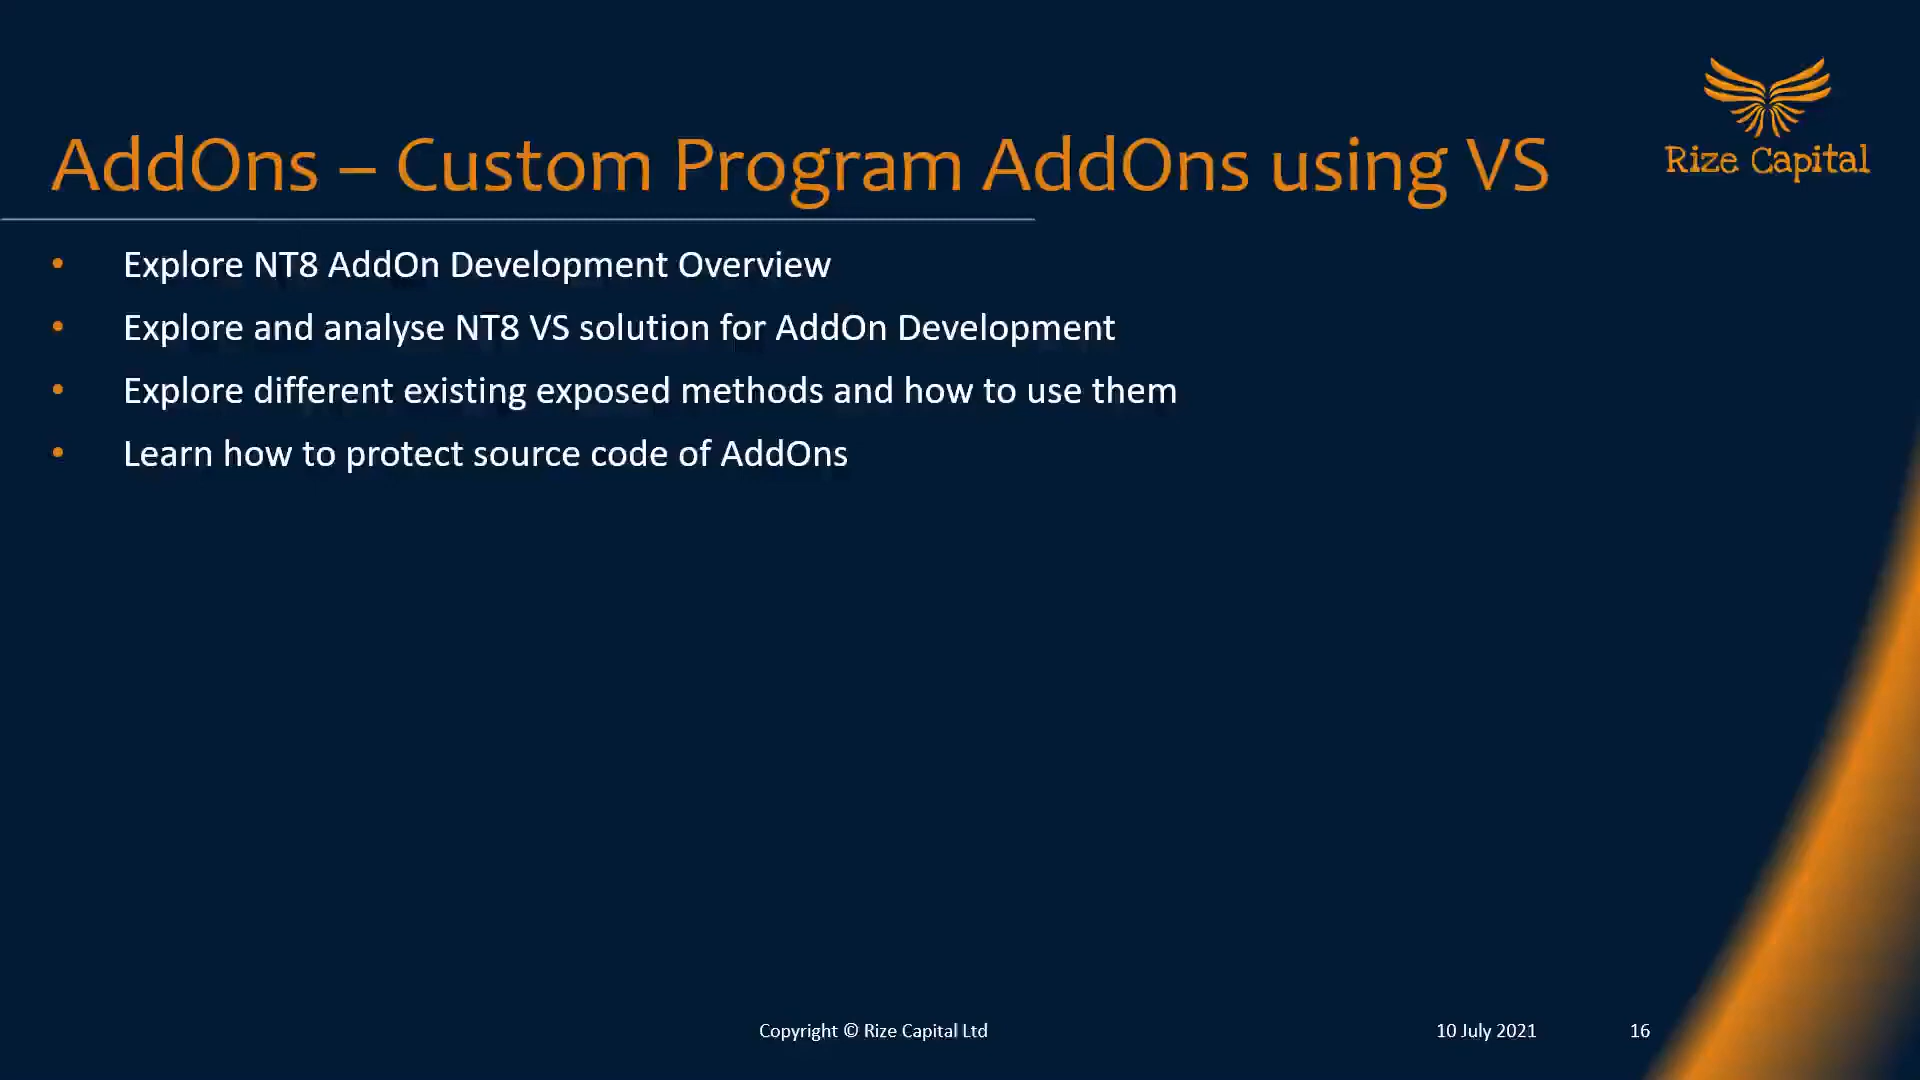 Rize Capital
AddOns – Custom Program AddOns using VS
• Explore NT8 AddOn Development Overview
• Explore and analyse NT8 VS solution for AddOn Development
• Explore different existing exposed methods and how to use them
• Learn how to protect source code of AddOns
Copyright © Rize Capital Ltd
10 July 2021
16